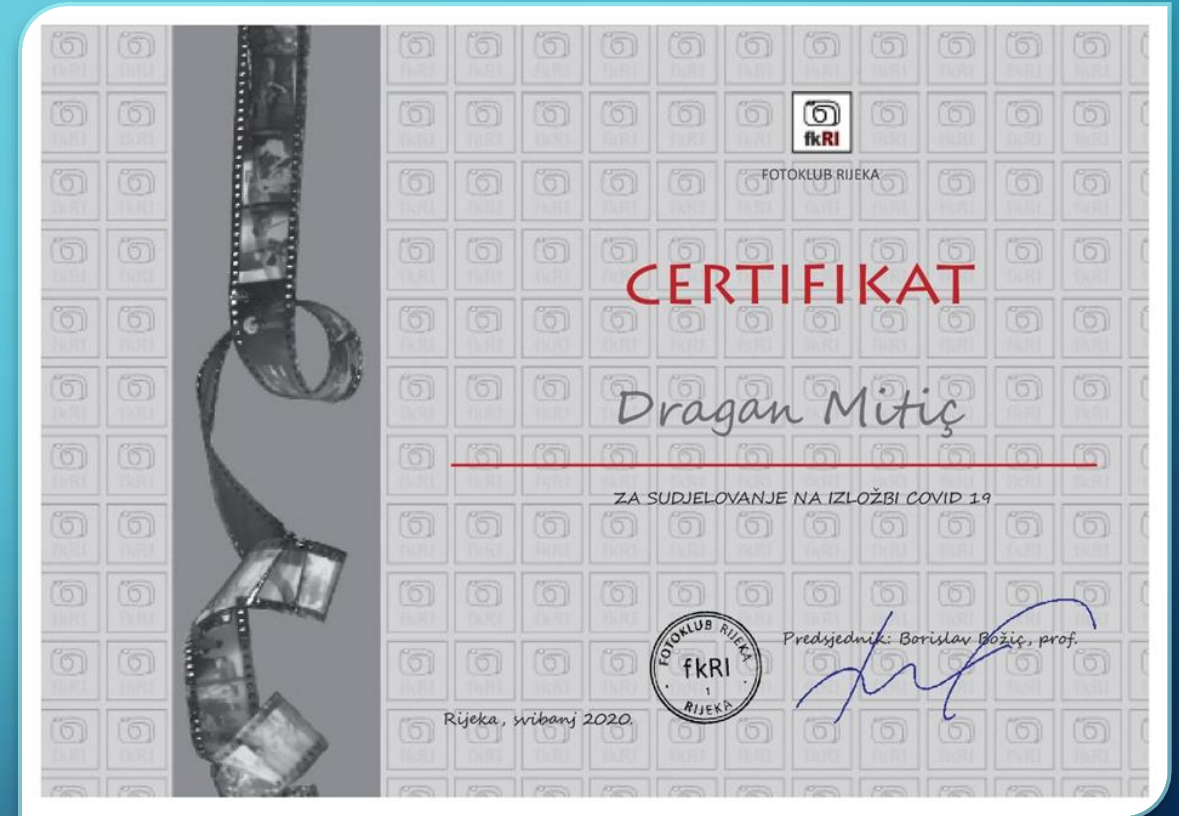 fkRI
FOTOKLUB RIJEKA
CERTIFIKAT
Dragan Mitiç
ZA SUDJELOVANJE NA IZLOŽBI COVID 19
FOTOKLUB RIJEKA
fkRI
1
RIJEKA
Predsjednik: Borislav Božiç, prof.
Rijeka, svibanj 2020.